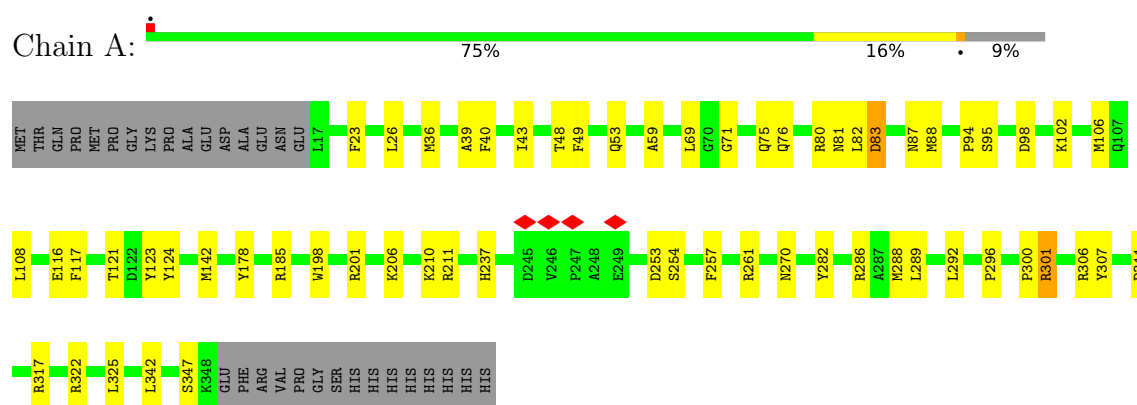 Chain A:
75% 16% 9%
MET THR GLN PRO MET PRO GLY LYS PRO ALA GLU ASP ALA GLU ASN GLU L17 F23 L26 M36 A39 F40 I43 T48 F49 Q53 A59 L69 G70 G71 Q75 Q76 R80 N81 L82 D83 N87 M88 P94 S95 D98 K102 M106 Q107
L108 E116 F117 T121 D122 Y123 Y124 M142 Y178 R185 W198 R201 K206 K210 R211 H237 D245 V246 P247 A248 E249 D253 S254 F257 R261 N270 Y282 R286 A287 M288 L289 L292 P296 P300 R301 R306 Y307
R317 R322 L325 L342 S347 K348 GLU PHE ARG VAL PRO GLY SER HIS HIS HIS HIS HIS HIS HIS HIS